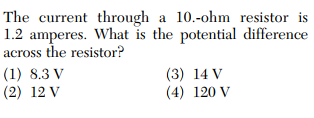 The current through a 10.-ohm resistor is
1.2 amperes. What is the potential difference
across the resistor?
(1) 8.3 V (3) 14 V
(2) 12 V (4) 120 V